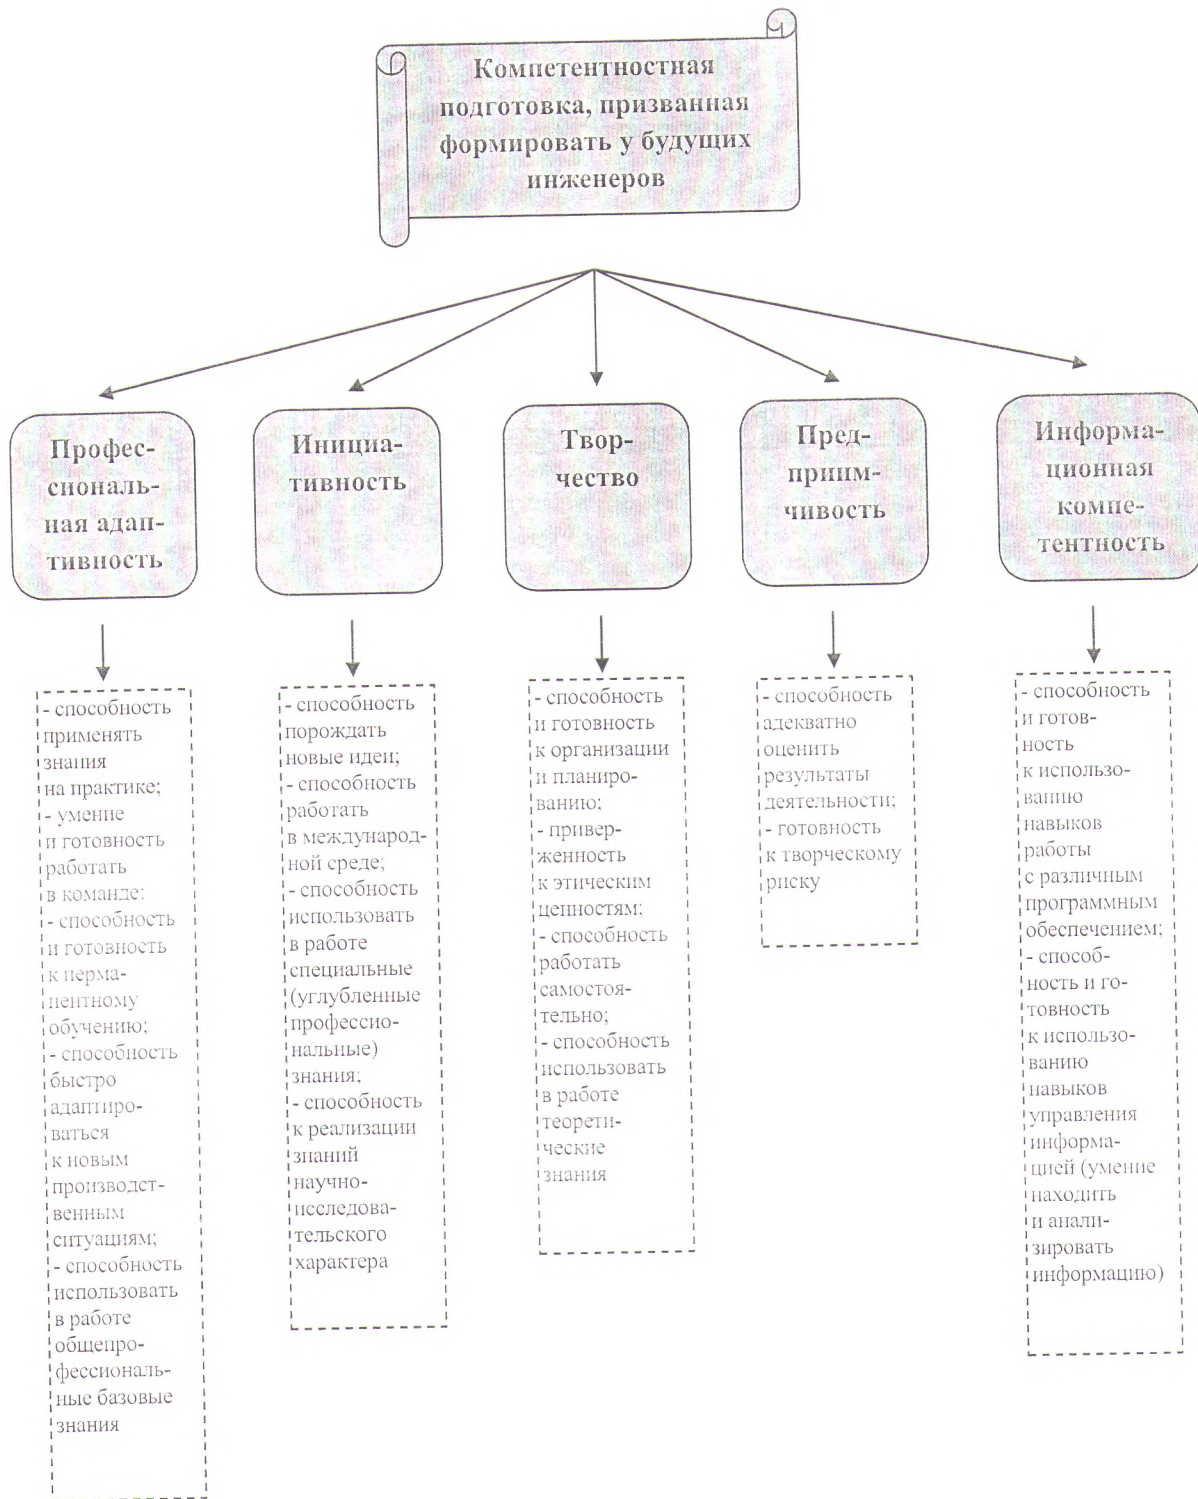 Компетентностная
подготовка, призванная
формировать у будущих
инженеров
Профес-
сиональ-
ная адап-
тивность
Инициа-
тивность
Твор-
чество
Пред-
приим-
чивость
Информа-
ционная
компе-
тентность
- способность
применять
знания
на практике;
- умение
и готовность
работать
в команде:
- способность
и готовность
к перма-
нентному
обучению;
- способность
быстро
адаптиро-
ваться
к новым
производст-
венным
ситуациям;
- способность
использовать
в работе
общепро-
фессиональ-
ные базовые
знания
- способность
порождать
новые идеи;
- способность
работать
в международ-
ной среде;
- способность
использовать
в работе
специальные
(углубленные
профессио-
нальные)
знания;
- способность
к реализации
знаний
научно-
исследова-
тельского
характера
- способность
и готовность
к организации
и планиро-
ванию;
- привер-
женность
к этическим
ценностям;
- способность
работать
самостоя-
тельно;
- способность
использовать
в работе
теорети-
ческие
знания
- способность
адекватно
оценить
результаты
деятельности;
- готовность
к творческому
риску
- способность
и готов-
ность
к использо-
ванию
навыков
работы
с различным
программным
обеспечением;
- способ-
ность и го-
товность
к использо-
ванию
навыков
управления
информа-
цией (умение
находить
и анали-
зировать
информацию)